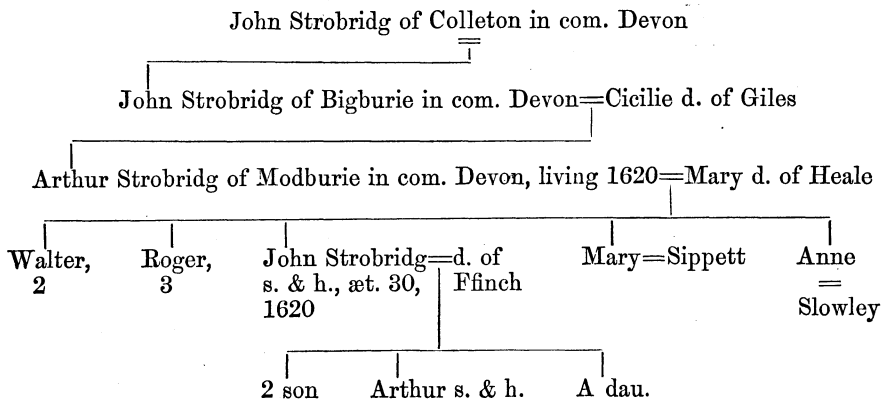 John Strobridg of Colleton in com. Devon
=
John Strobridg of Bigburie in com. Devon=Cicilie d. of Giles
Arthur Strobridg of Modburie in com. Devon, living 1620=Mary d. of Heale
Walter,
2
Roger,
3
John Strobridg=d. of
s. & h., æt. 30, Ffinch
1620
Mary=Sippett
Anne
=
Slowley
2 son
Arthur s. & h.
A dau.